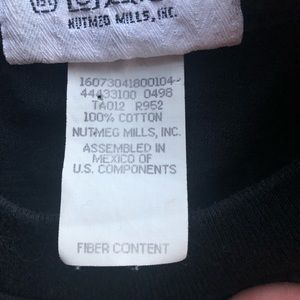 NUTMEG MILLS, INC.
16073041800104-
44433100 0498
TA012 R952
100% COTTON
NUTMEG MILLS, INC.
ASSEMBLED IN
MEXICO OF
U.S. COMPONENTS
FIBER CONTENT